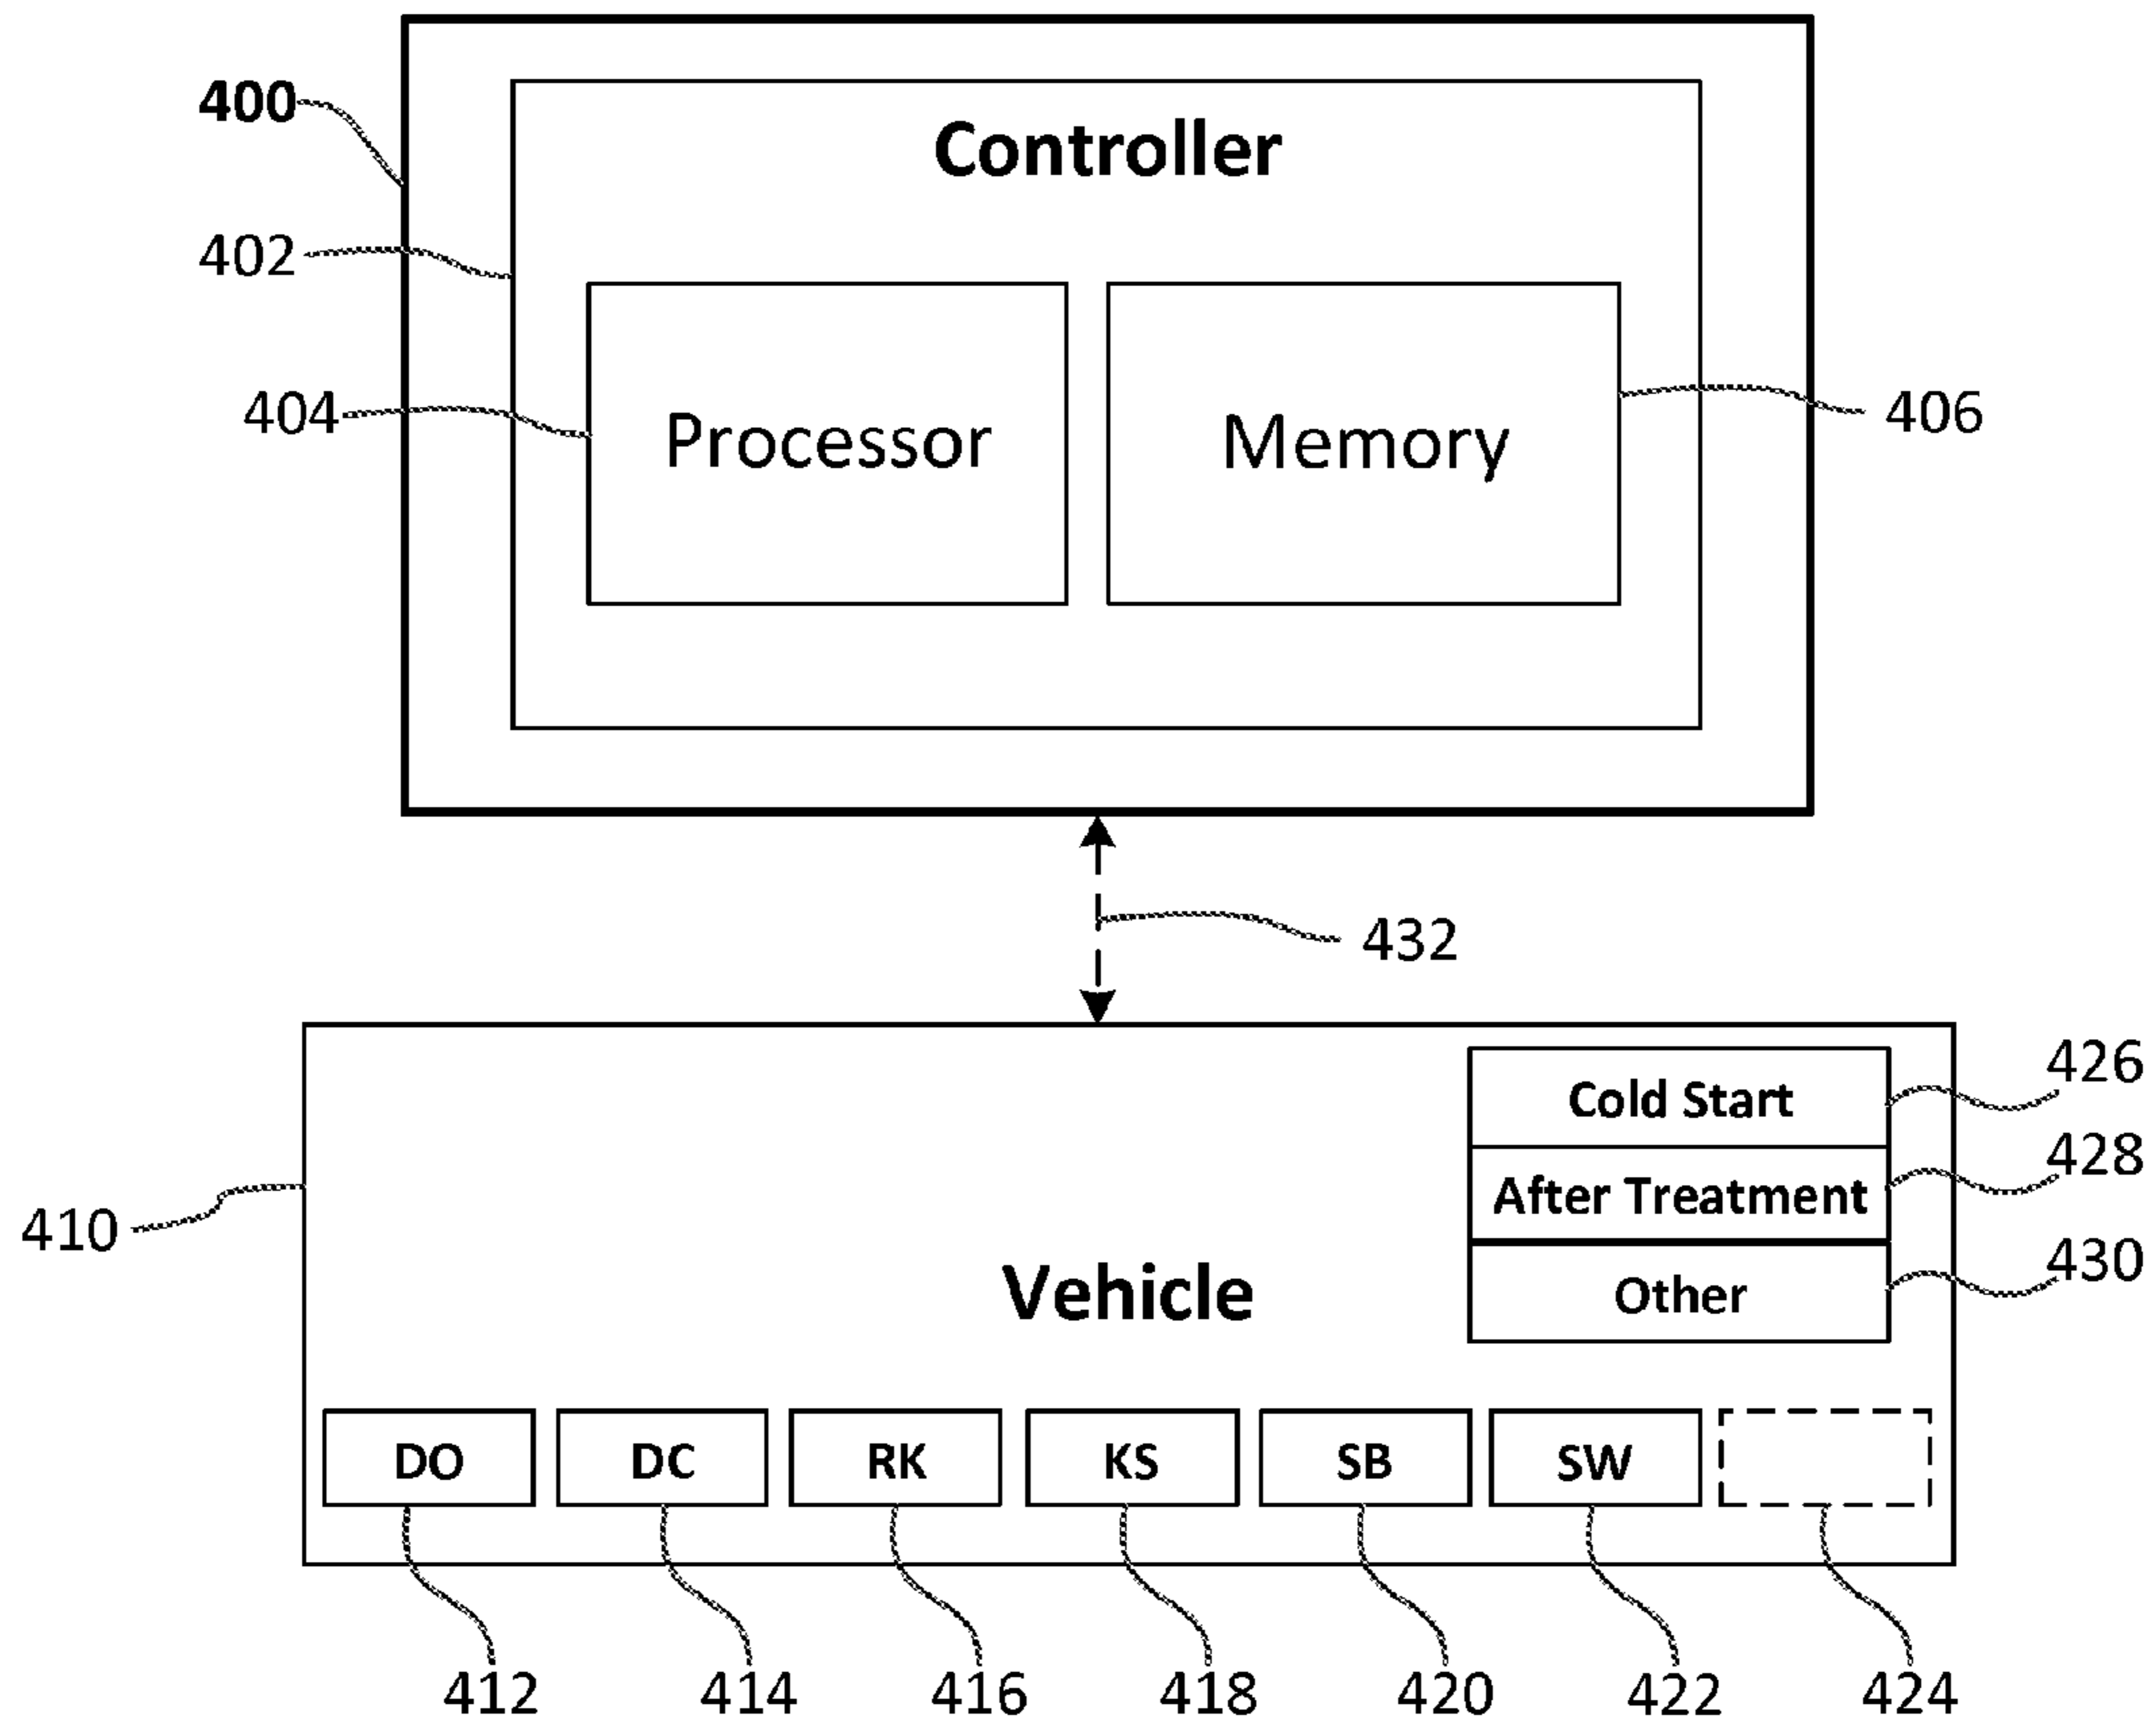 400
Controller
402
404
Processor
Memory
406
432
426
Cold Start
428
After Treatment
410
430
Vehicle
Other
DO
DC
RK
KS
SB
SW
412
414
416
418
420
422
424